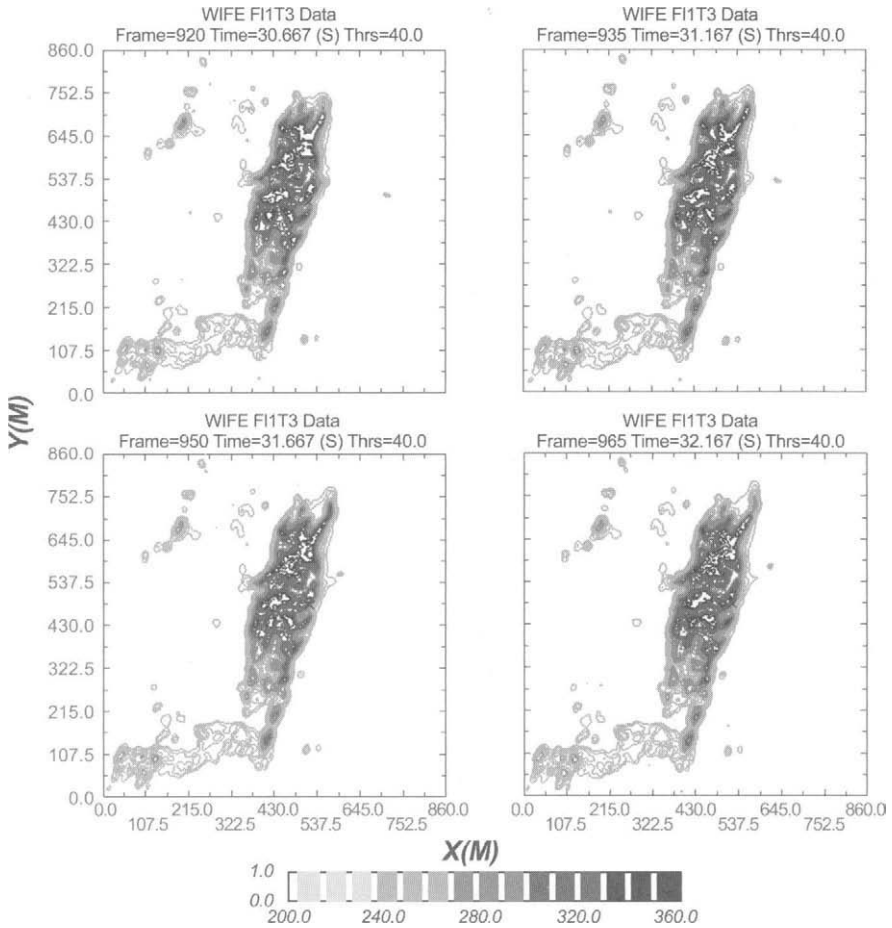 WIFE Fl1T3 Data
Frame=920 Time=30.667 (S) Thrs=40.0
WIFE Fl1T3 Data
Frame=935 Time=31.167 (S) Thrs=40.0
860.0
752.5
645.0
537.5
430.0
322.5
215.0
107.5
0.0
Y(M)
WIFE Fl1T3 Data
Frame=950 Time=31.667 (S) Thrs=40.0
WIFE Fl1T3 Data
Frame=965 Time=32.167 (S) Thrs=40.0
860.0
752.5
645.0
537.5
430.0
322.5
215.0
107.5
0.0
0.0 215.0 430.0 645.0 860.0
107.5 322.5 537.5 752.5
0.0 215.0 430.0 645.0 860.0
107.5 322.5 537.5 752.5
X(M)
1.0
0.0
200.0 240.0 280.0 320.0 360.0